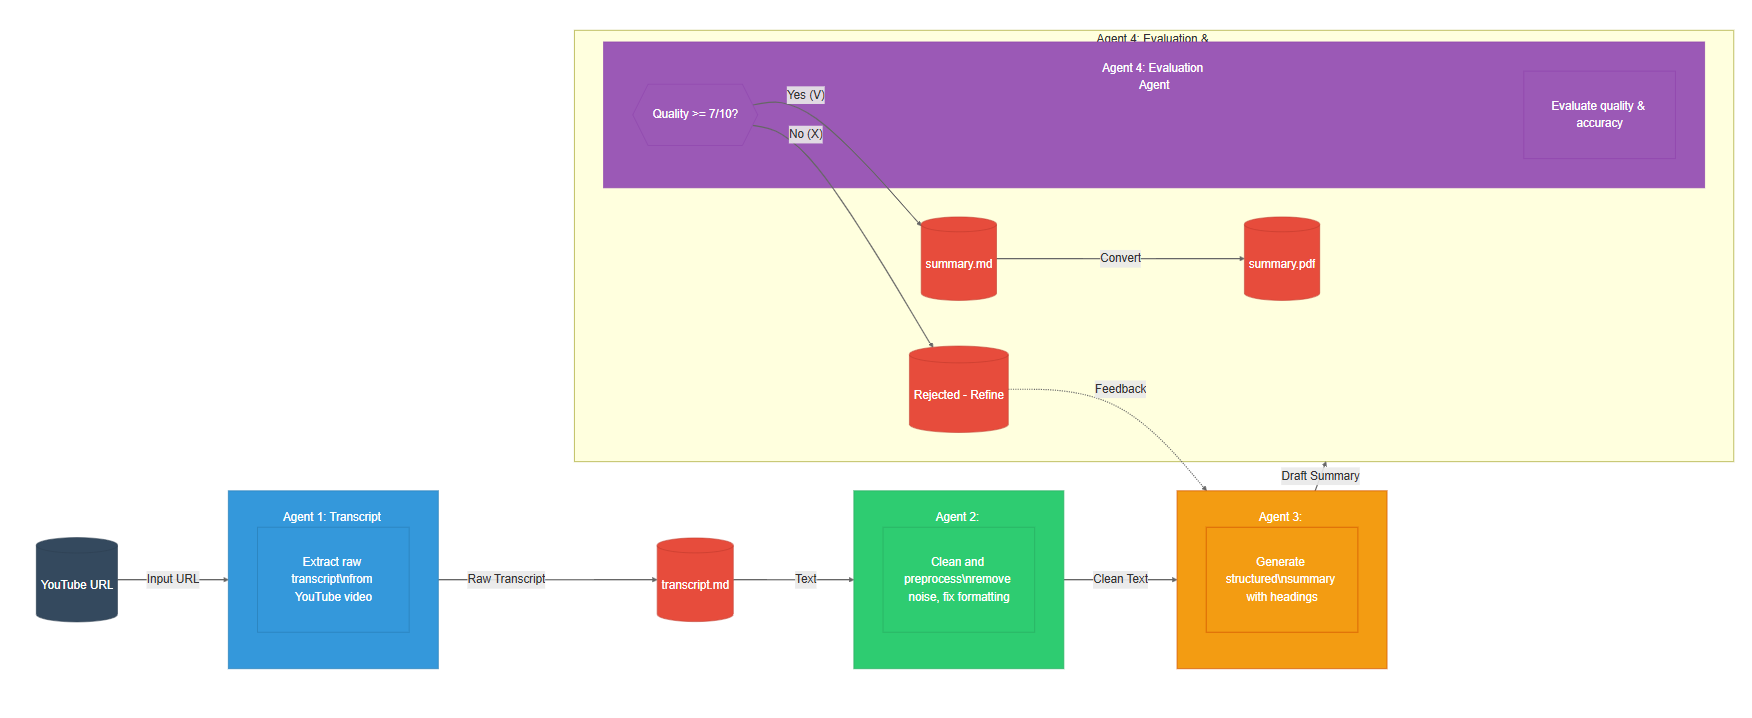 Agent 4: Evaluation &
Agent 4: Evaluation
Agent
Quality >= 7/10?
Yes (V)
No (X)
Evaluate quality &
accuracy
summary.md
Convert
summary.pdf
Rejected - Refine
Feedback
Draft Summary
YouTube URL
Input URL
Agent 1: Transcript
Extract raw
transcript\nfrom
YouTube video
Raw Transcript
transcript.md
Text
Agent 2:
Clean and
preprocess\nremove
noise, fix formatting
Clean Text
Agent 3:
Generate
structured\nsummary
with headings